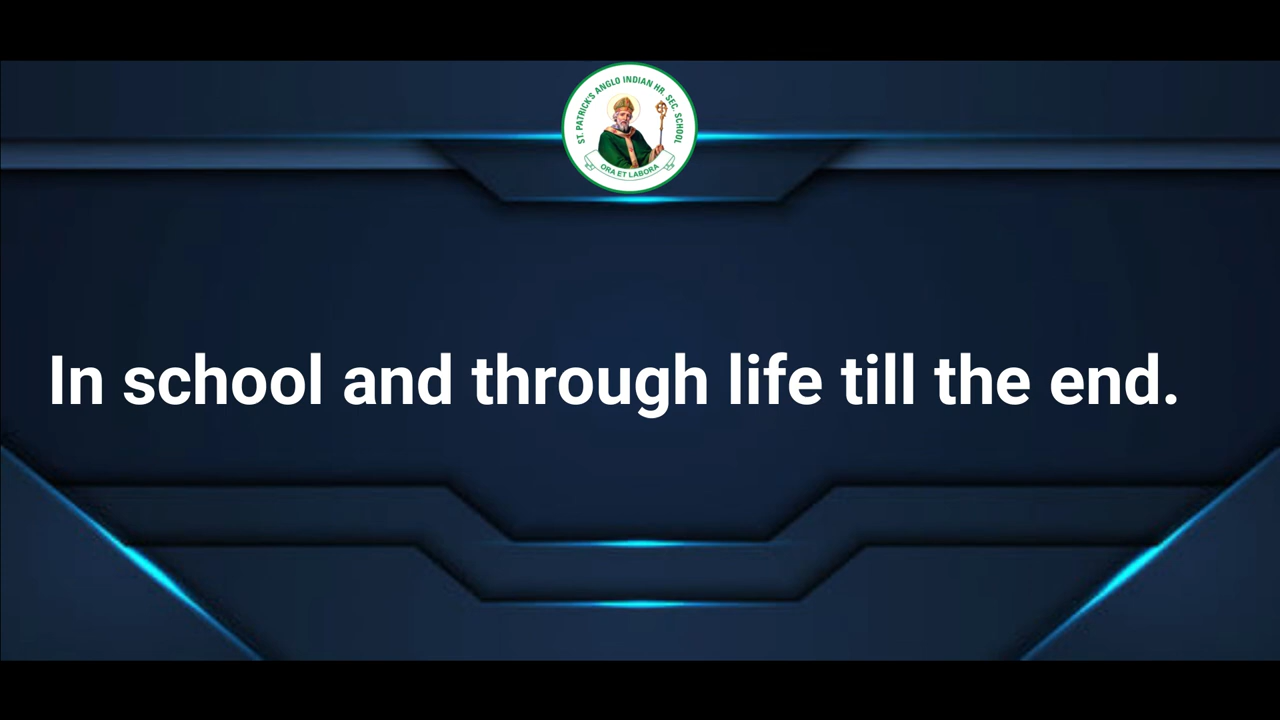 ST. PATRICK'S ANGLO INDIAN HR. SEC. SCHOOL
ORA ET LABORA
In school and through life till the end.